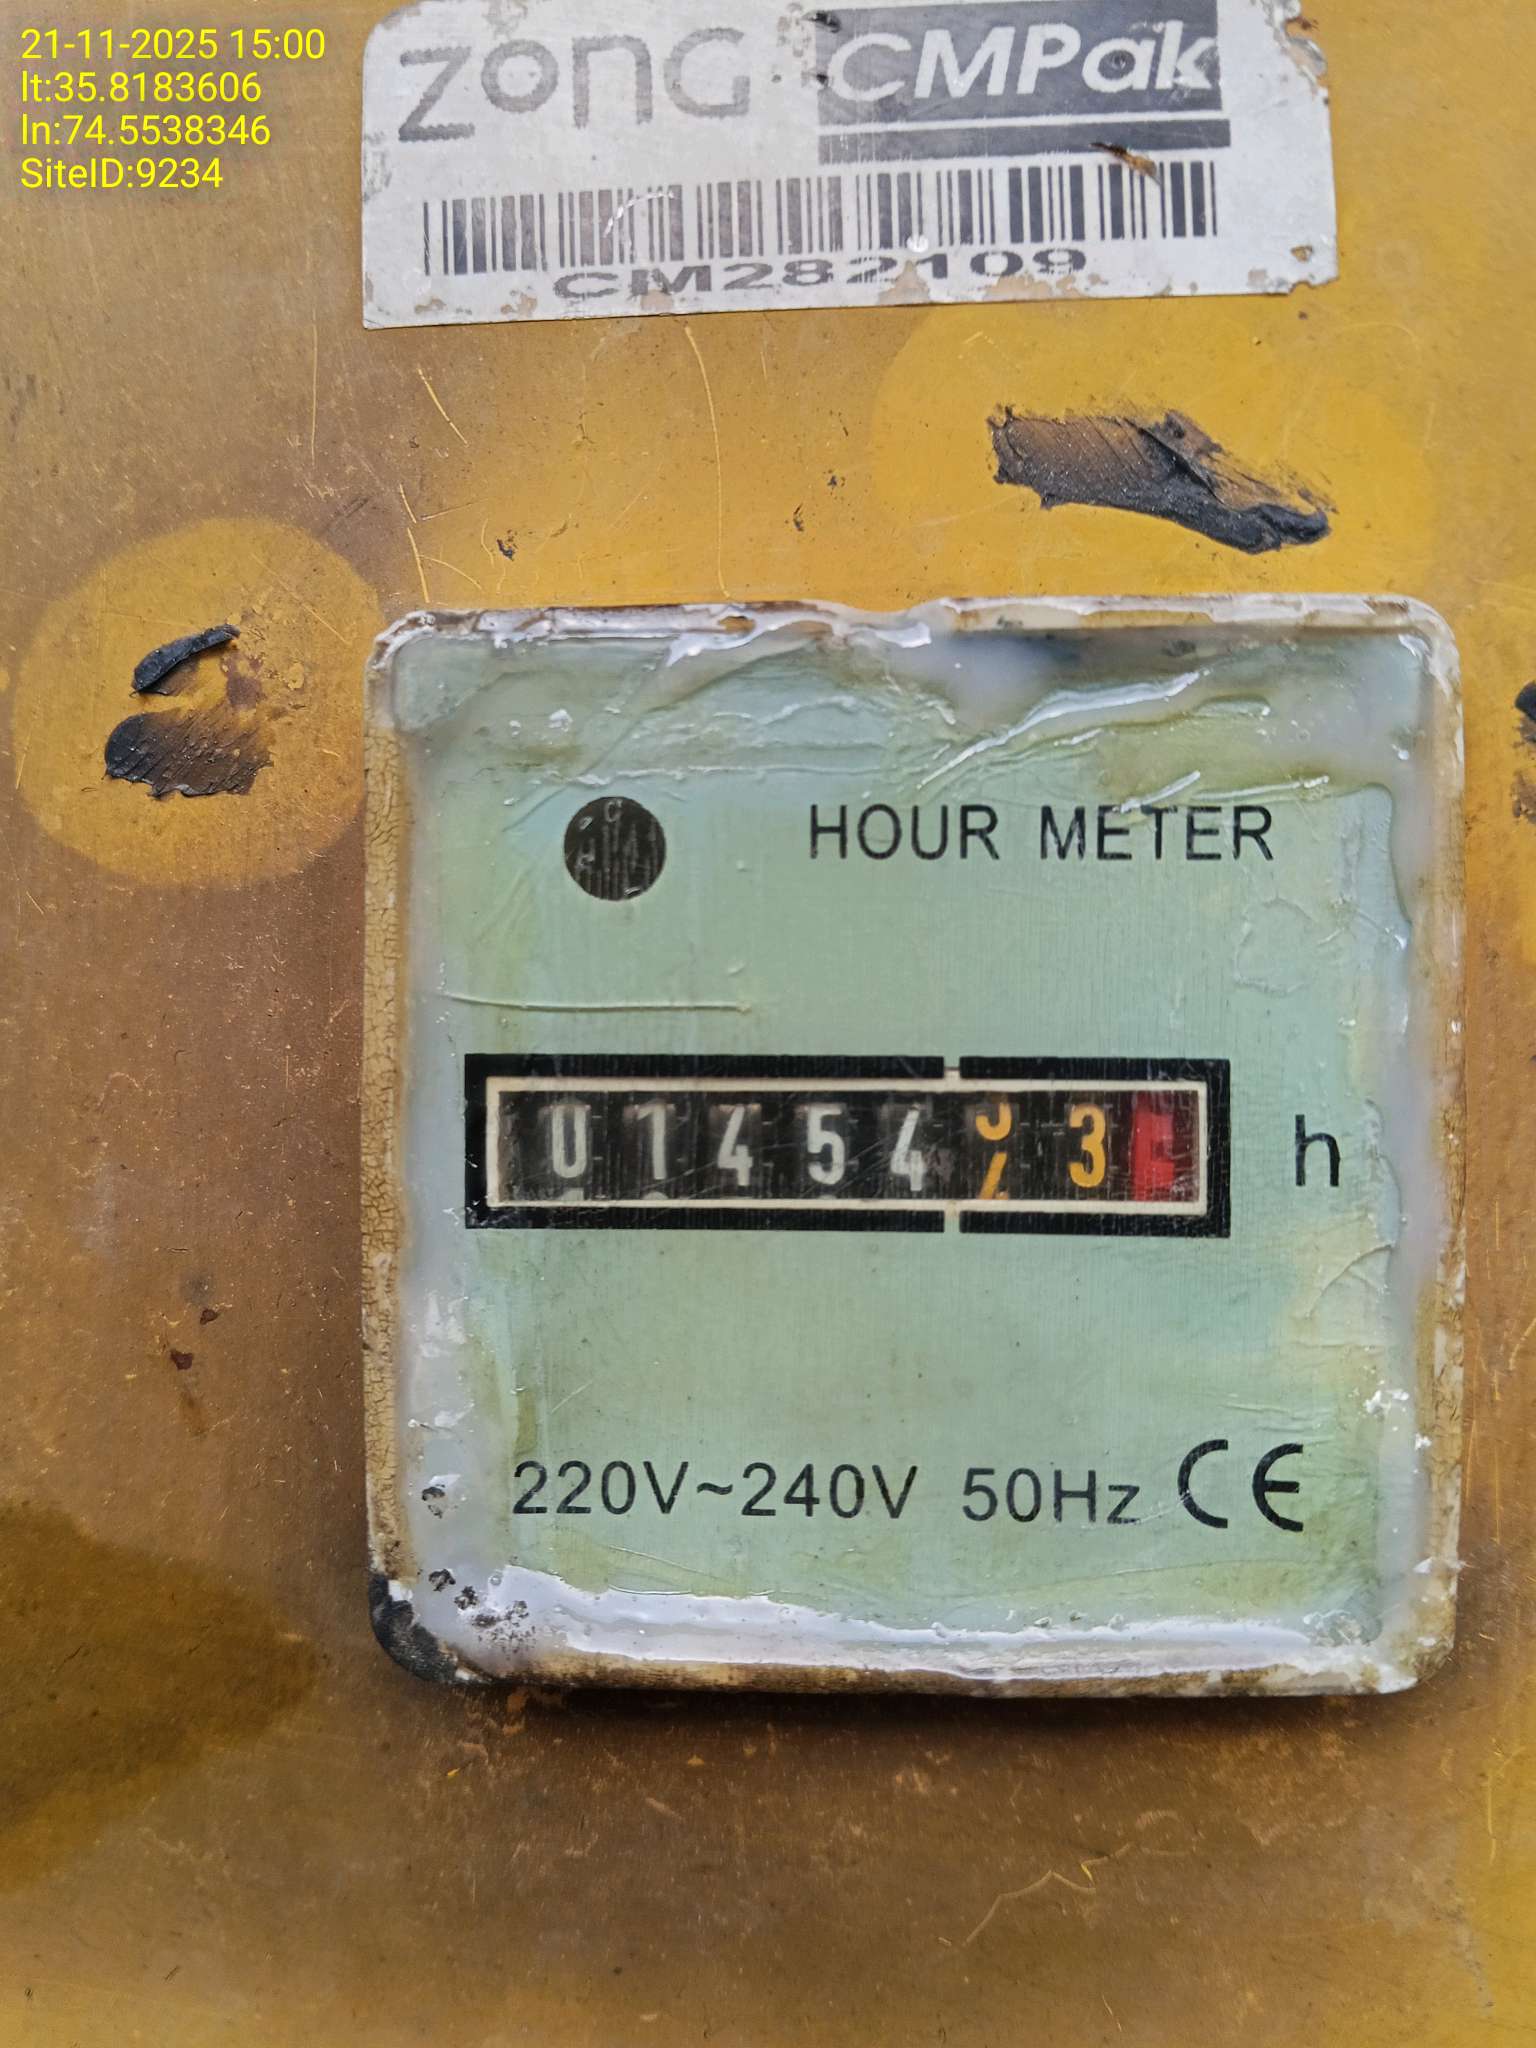 21-11-2025 15:00
lt:35.8183606
ln:74.5538346
SiteID:9234
zonG CMPak
CM282109
HOUR METER
01454 3 h
220V~240V 50Hz CE